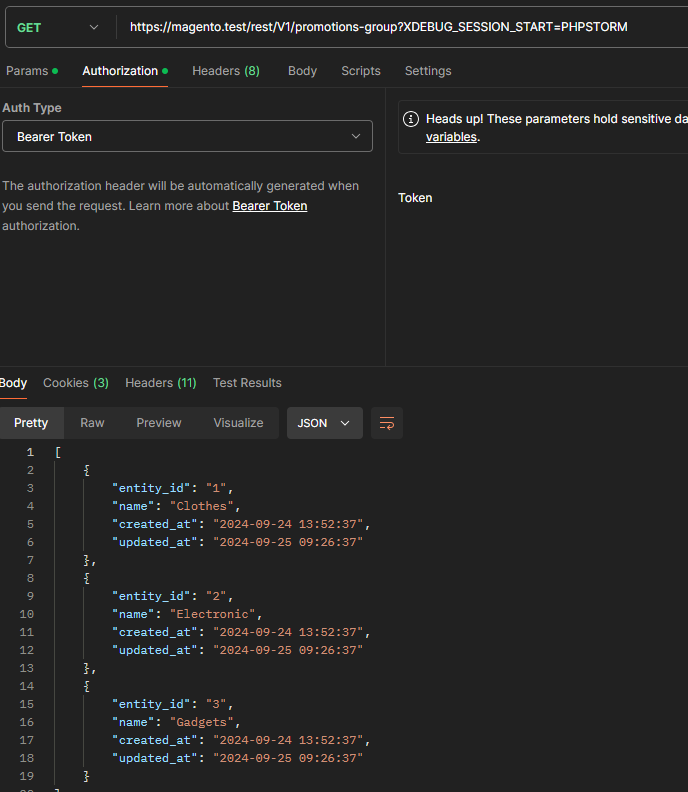 GET https://magento.test/rest/V1/promotions-group?XDEBUG_SESSION_START=PHPSTORM
Params Authorization Headers (8) Body Scripts Settings
Auth Type
Bearer Token
The authorization header will be automatically generated when
you send the request. Learn more about Bearer Token
authorization.
Heads up! These parameters hold sensitive da
variables.
Token
Body Cookies (3) Headers (11) Test Results
Pretty Raw Preview Visualize JSON
1 [
2 {
3 "entity_id": "1",
4 "name": "Clothes",
5 "created_at": "2024-09-24 13:52:37",
6 "updated_at": "2024-09-25 09:26:37"
7 },
8 {
9 "entity_id": "2",
10 "name": "Electronic",
11 "created_at": "2024-09-24 13:52:37",
12 "updated_at": "2024-09-25 09:26:37"
13 },
14 {
15 "entity_id": "3",
16 "name": "Gadgets",
17 "created_at": "2024-09-24 13:52:37",
18 "updated_at": "2024-09-25 09:26:37"
19 }